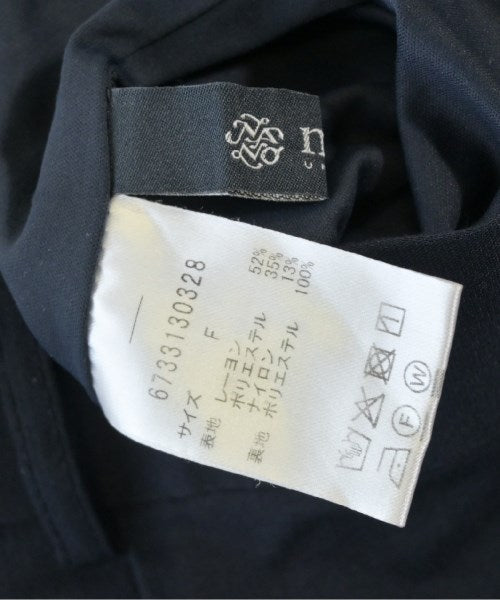 6733130328
サイズ F
表地 レーヨン 52%
ポリエステル 35%
ナイロン 13%
裏地 ポリエステル 100%
F W